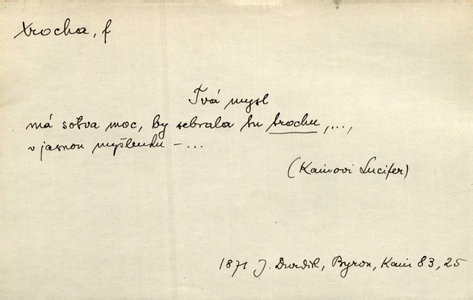 Xrocha, f
Tvá mysl
má sotva moc, by sebrala tu trochu,...,
v jasnou myšlenku – ...
(Kainovi Lucifer)
1871 J. Durdík, Byron, Kain 83, 25